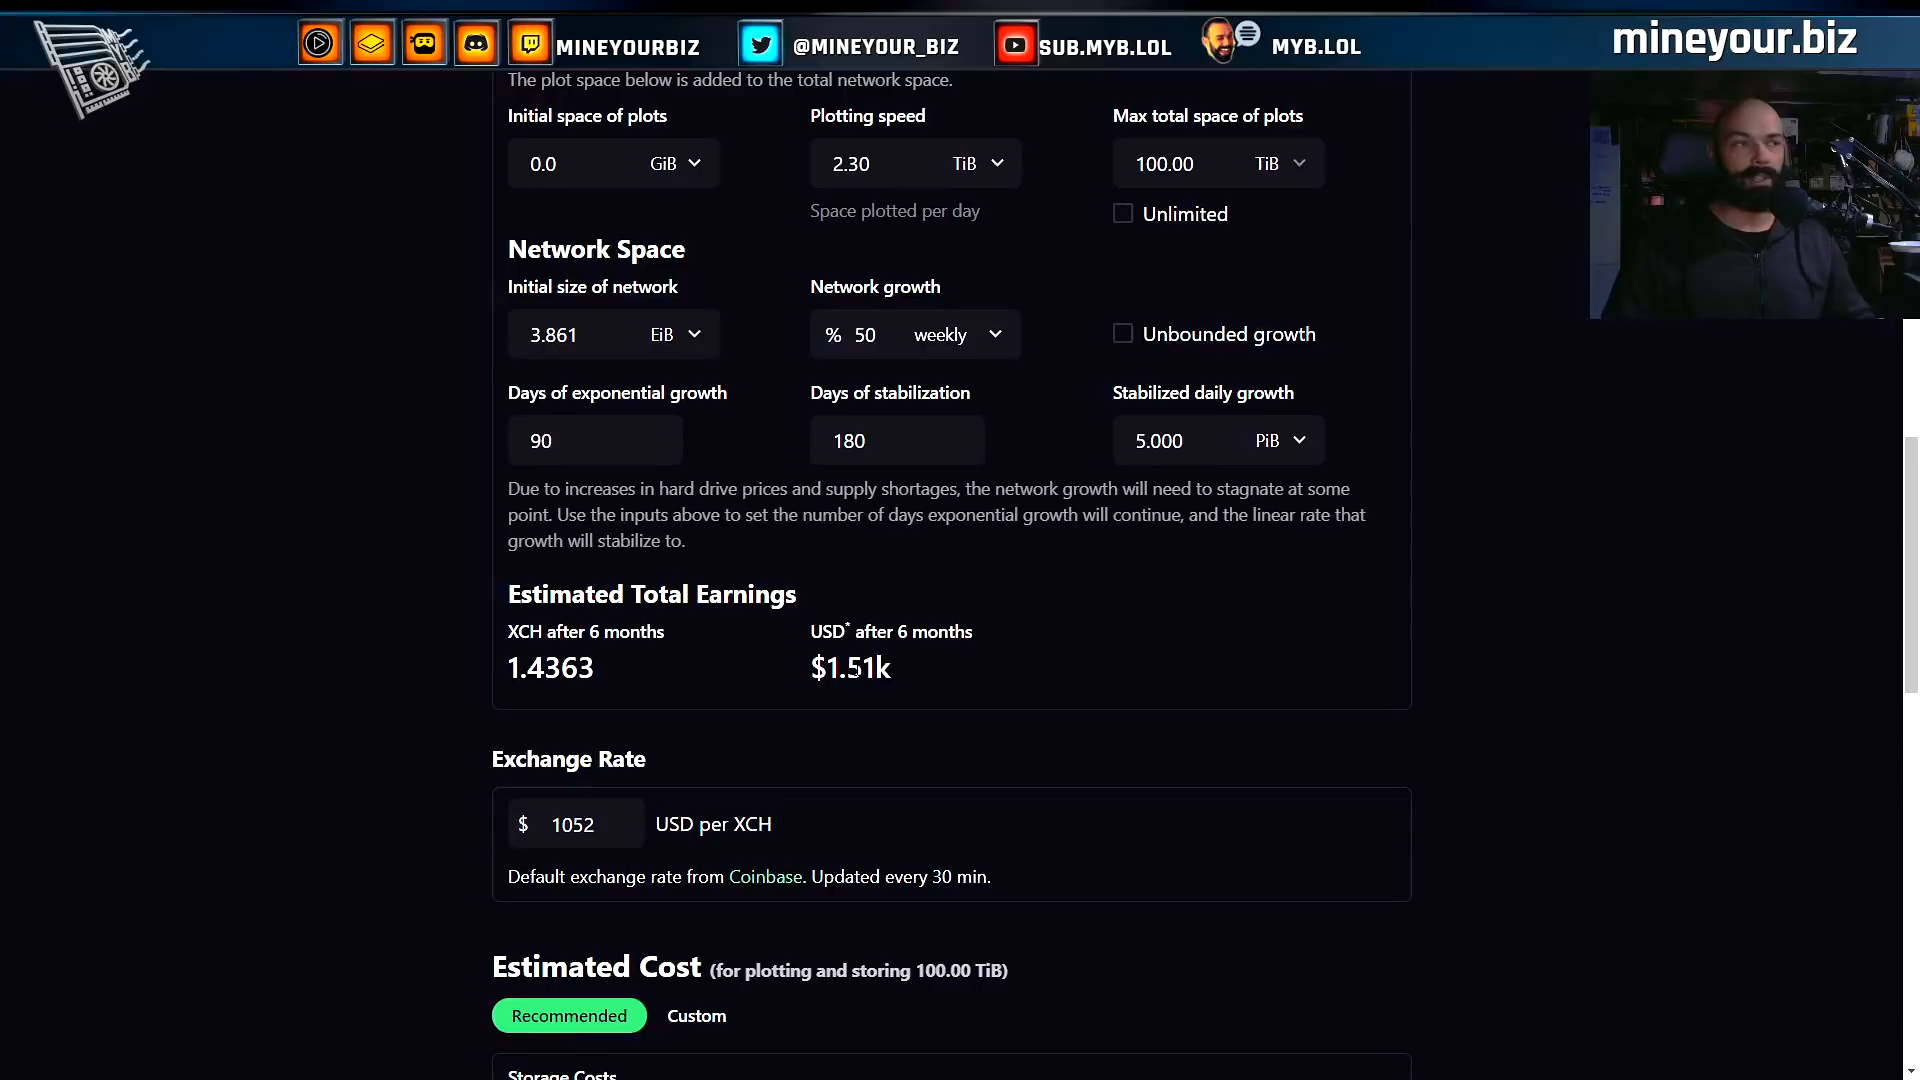 MINEYOURBIZ
@MINEYOUR_BIZ
SUB.MYB.LOL
MYB.LOL
mineyour.biz
The plot space below is added to the total network space.
Initial space of plots
Plotting speed
Max total space of plots
0.0 GiB
2.30 TiB
100.00 TiB
Space plotted per day
Unlimited
Network Space
Initial size of network
Network growth
3.861 EiB
% 50 weekly
Unbounded growth
Days of exponential growth
Days of stabilization
Stabilized daily growth
90
180
5.000 PiB
Due to increases in hard drive prices and supply shortages, the network growth will need to stagnate at some
point. Use the inputs above to set the number of days exponential growth will continue, and the linear rate that
growth will stabilize to.
Estimated Total Earnings
XCH after 6 months
USD* after 6 months
1.4363
$1.51k
Exchange Rate
$ 1052 USD per XCH
Default exchange rate from Coinbase. Updated every 30 min.
Estimated Cost (for plotting and storing 100.00 TiB)
Recommended
Custom
Storage Costs